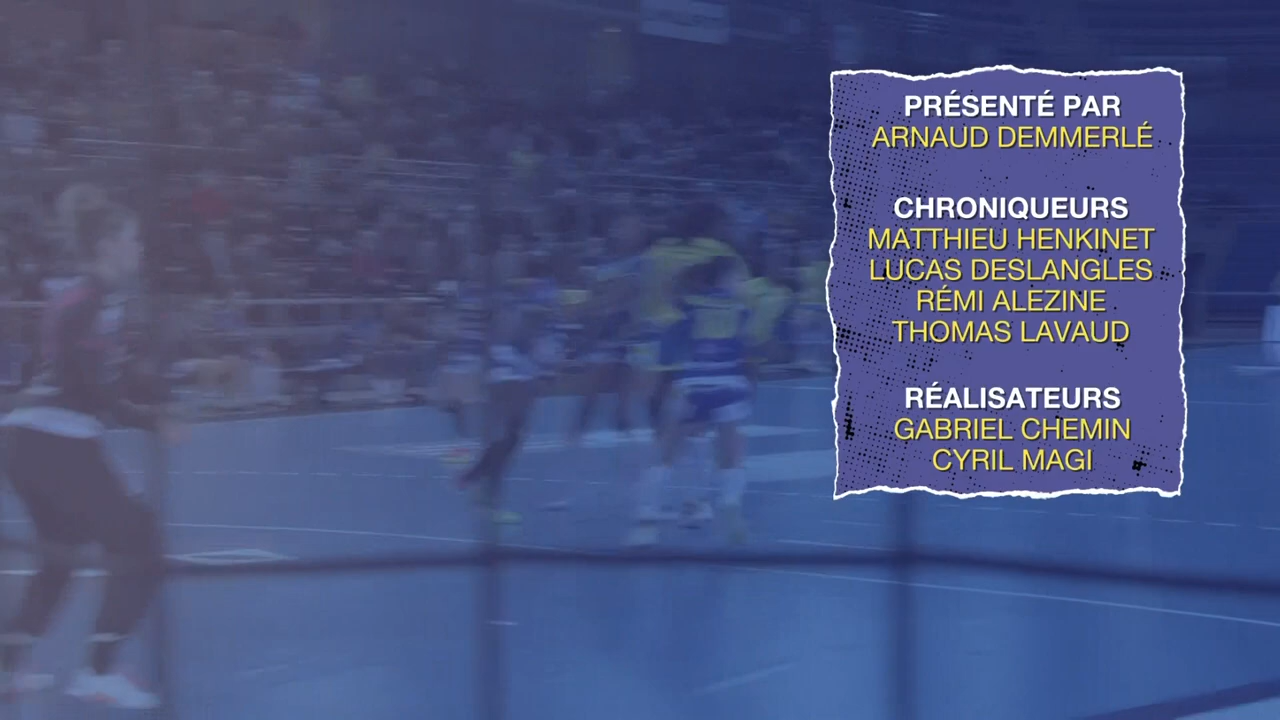 PRÉSENTÉ PAR
ARNAUD DEMMERLÉ
CHRONIQUEURS
MATTHIEU HENKINET
LUCAS DESLANGLES
RÉMI ALEZINE
THOMAS LAVAUD
RÉALISATEURS
GABRIEL CHEMIN
CYRIL MAGI